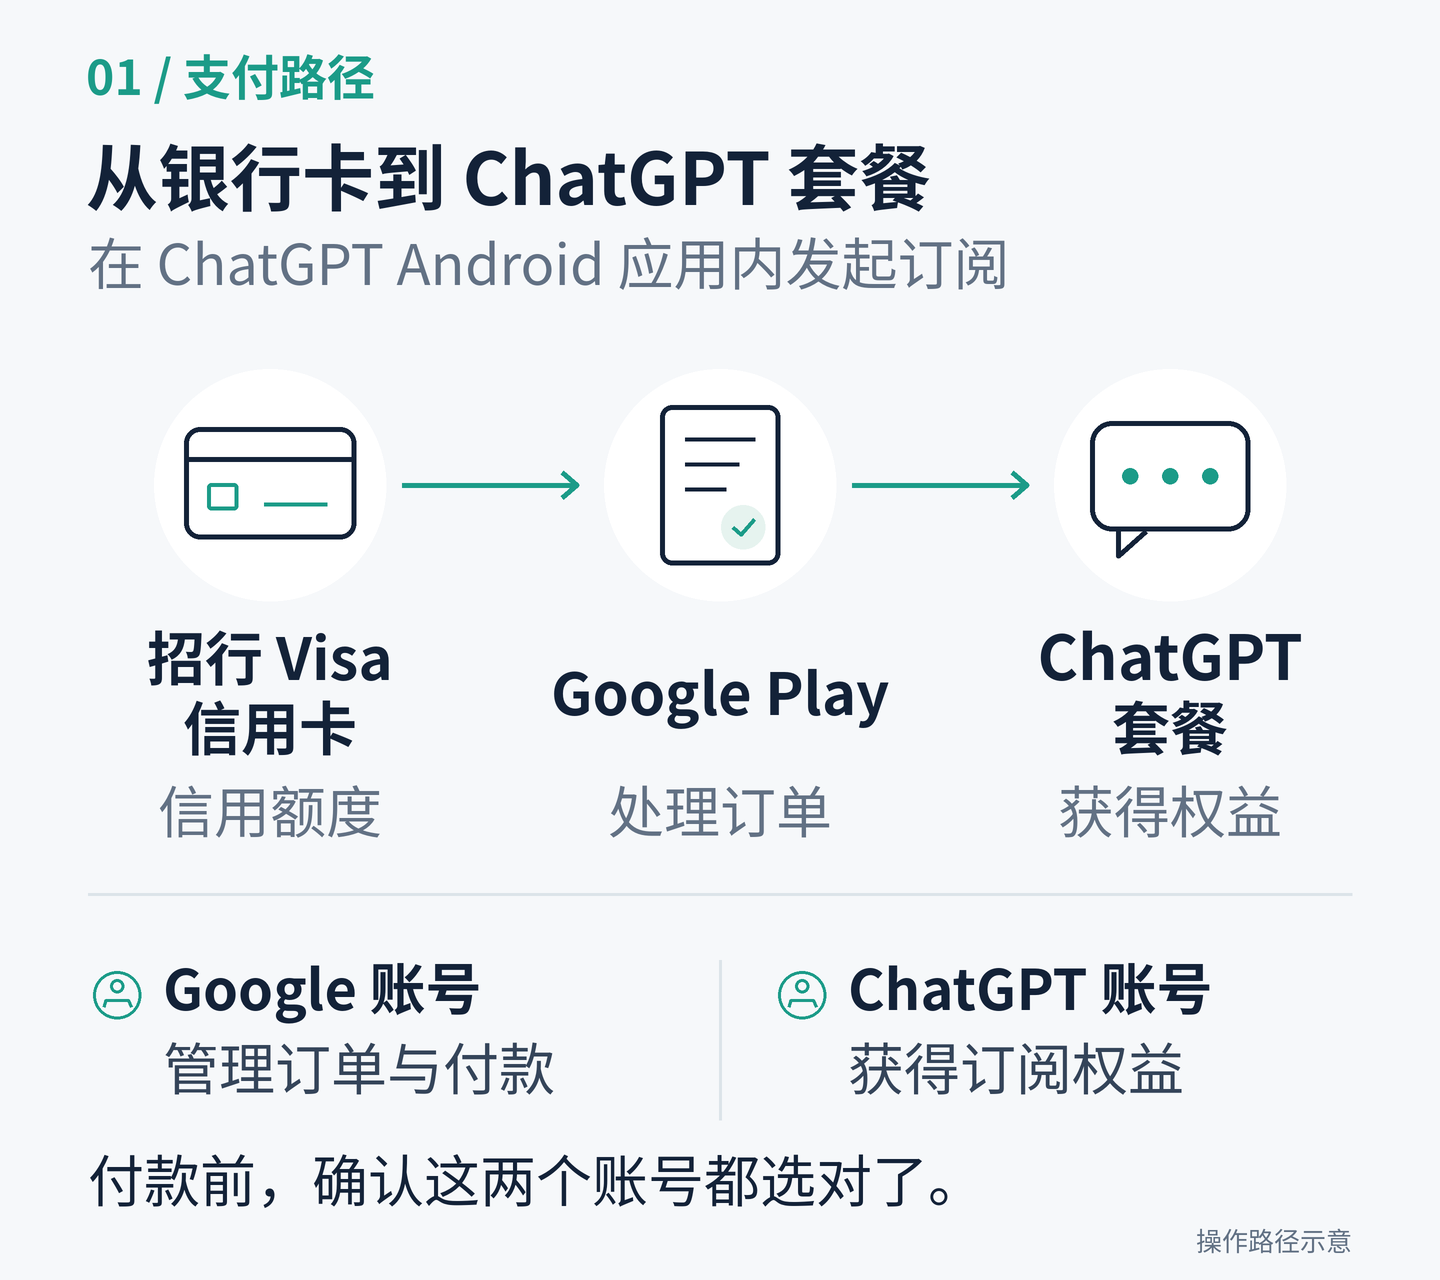 01 / 支付路径
从银行卡到 ChatGPT 套餐
在 ChatGPT Android 应用内发起订阅
招行 Visa
信用卡
信用额度
Google Play
处理订单
ChatGPT
套餐
获得权益
Google 账号
管理订单与付款
ChatGPT 账号
获得订阅权益
付款前，确认这两个账号都选对了。
操作路径示意